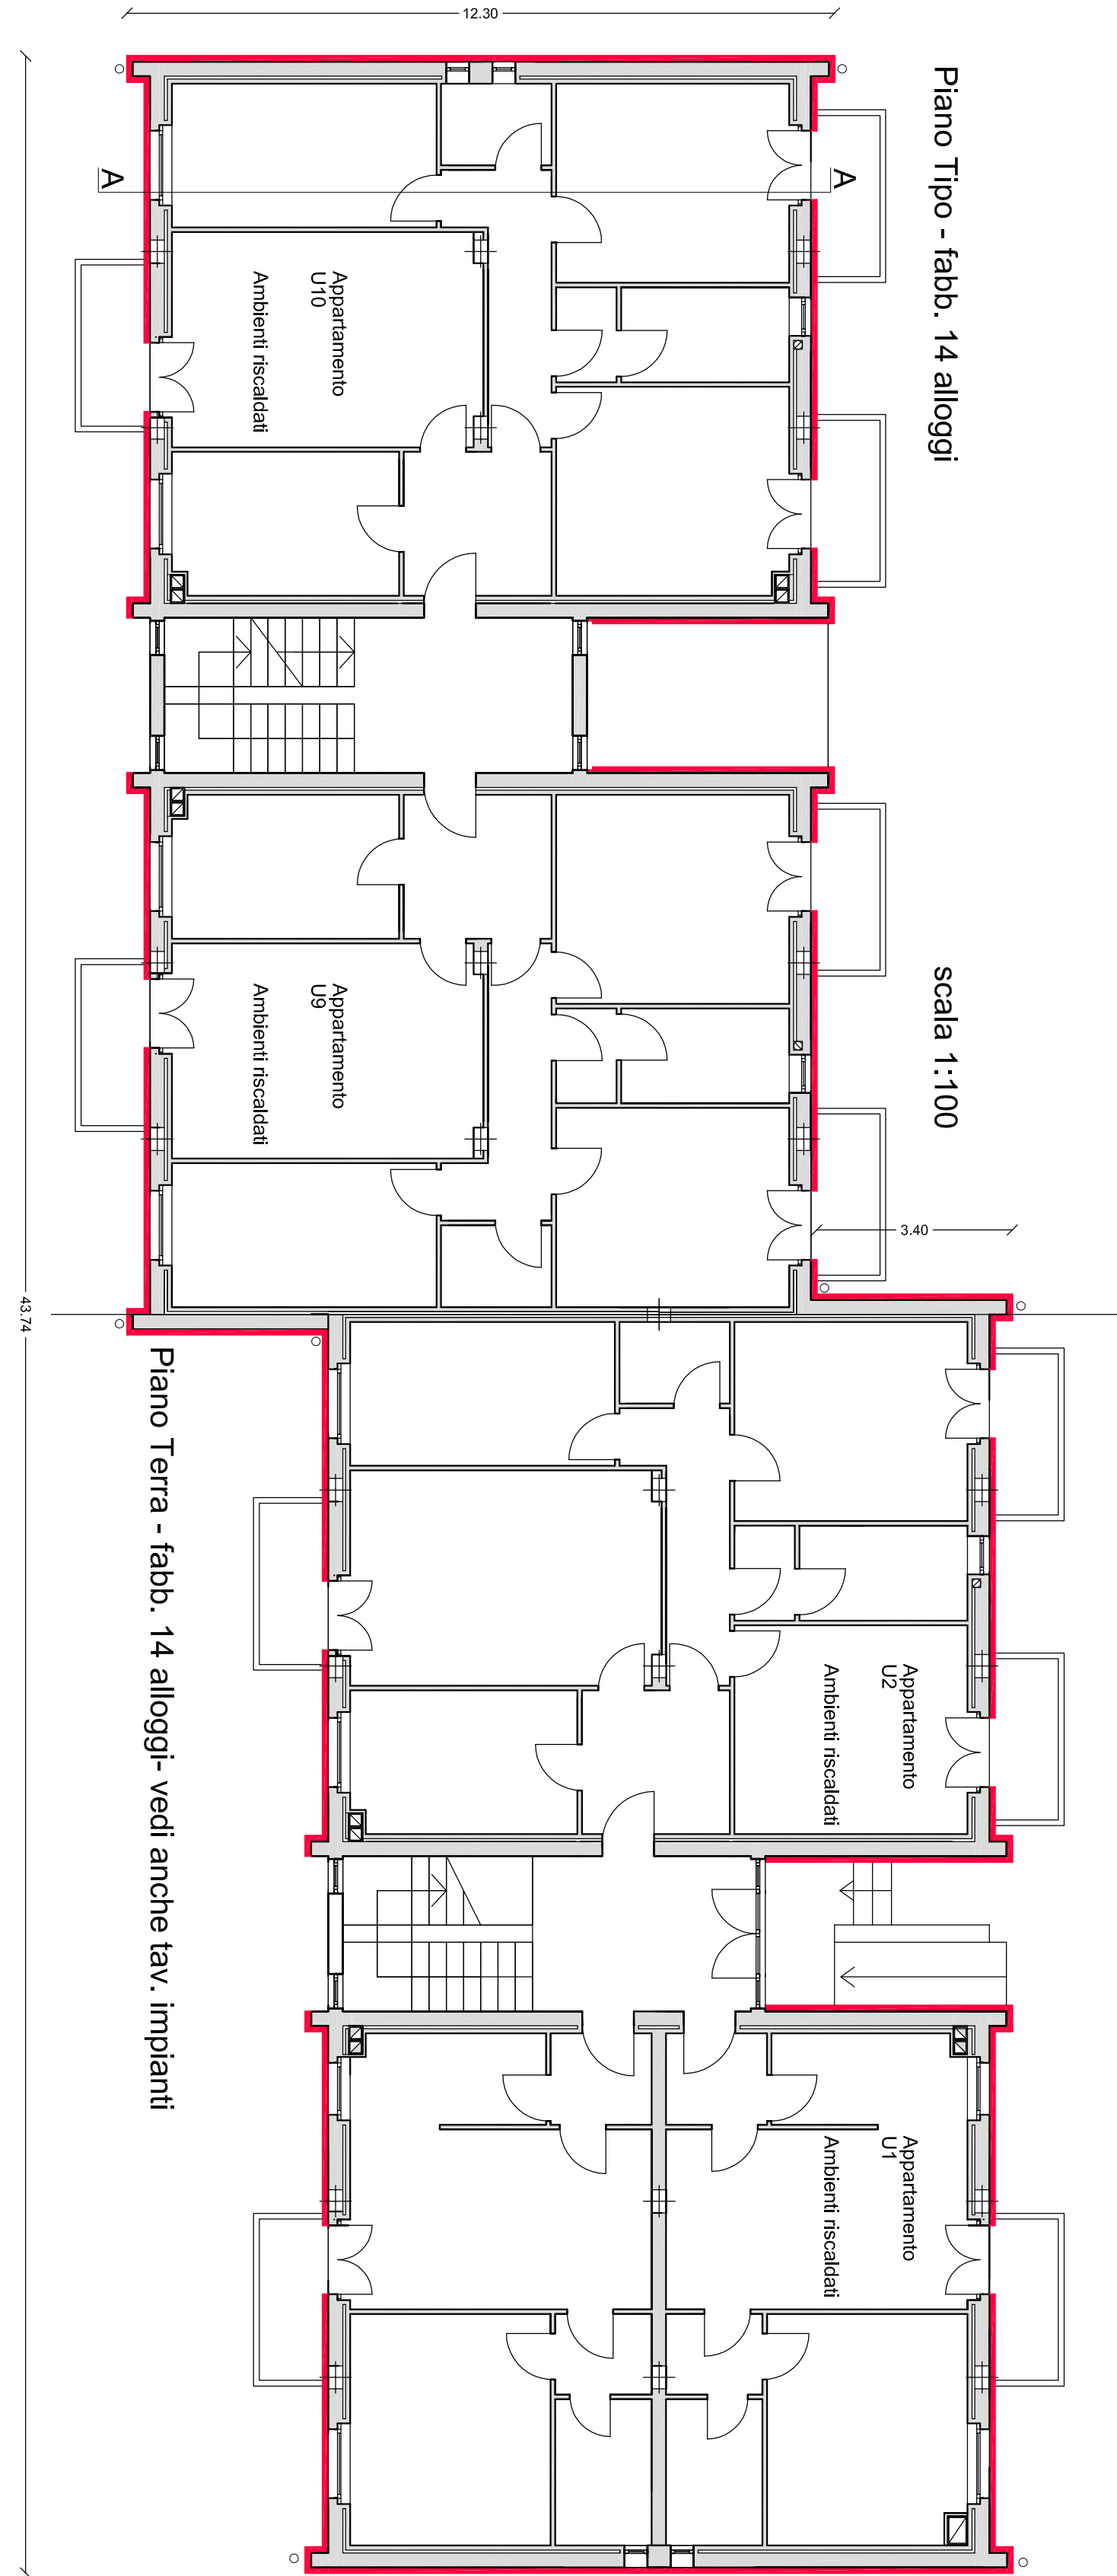 12.30
Piano Tipo - fabb. 14 alloggi
scala 1:100
A
A
Appartamento
U10
Ambienti riscaldati
Appartamento
U9
Ambienti riscaldati
3.40
43.74
Piano Terra - fabb. 14 alloggi- vedi anche tav. impianti
Appartamento
U2
Ambienti riscaldati
Appartamento
U1
Ambienti riscaldati